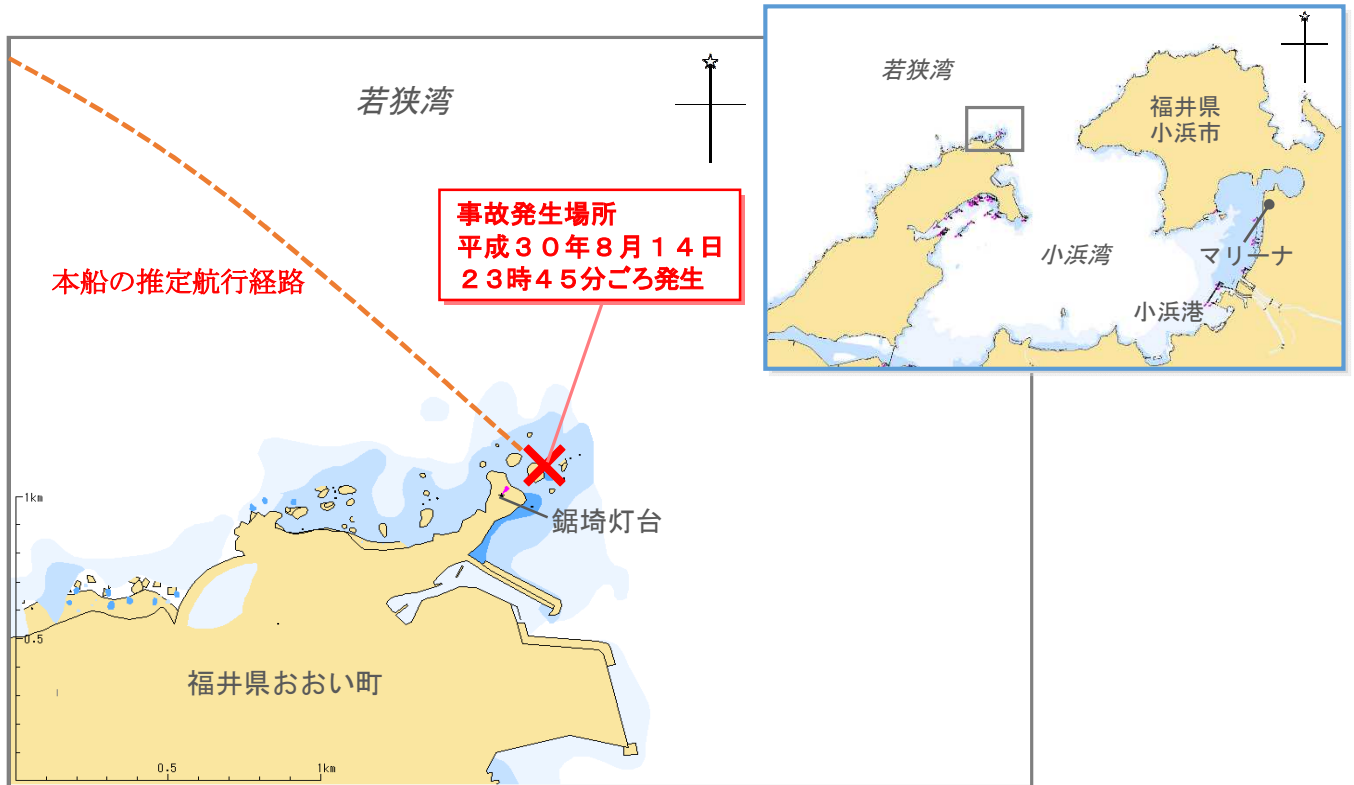 若狭湾
事故発生場所
平成30年8月14日
23時45分ごろ発生
本船の推定航行経路
鋸埼灯台
福井県おおい町
1km
0.5
0.5
1km
若狭湾
福井県
小浜市
小浜湾
マリーナ
小浜港